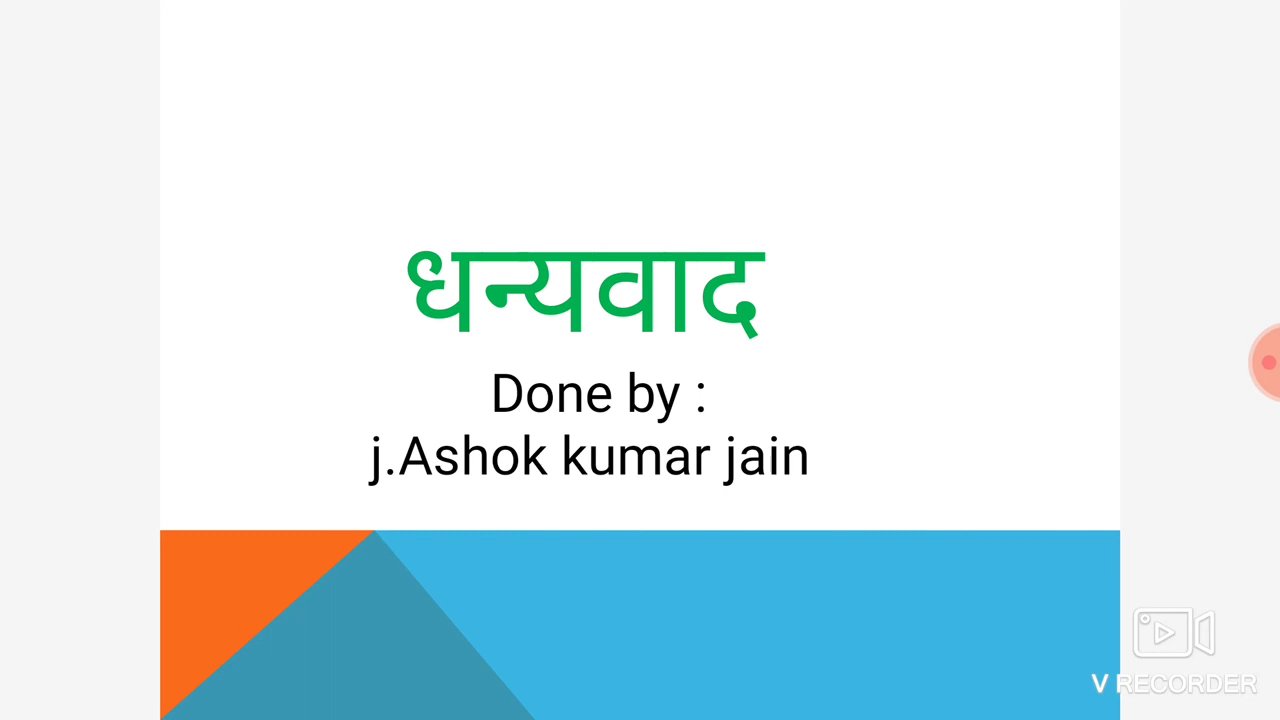 धन्यवाद
Done by :
j.Ashok kumar jain
V RECORDER